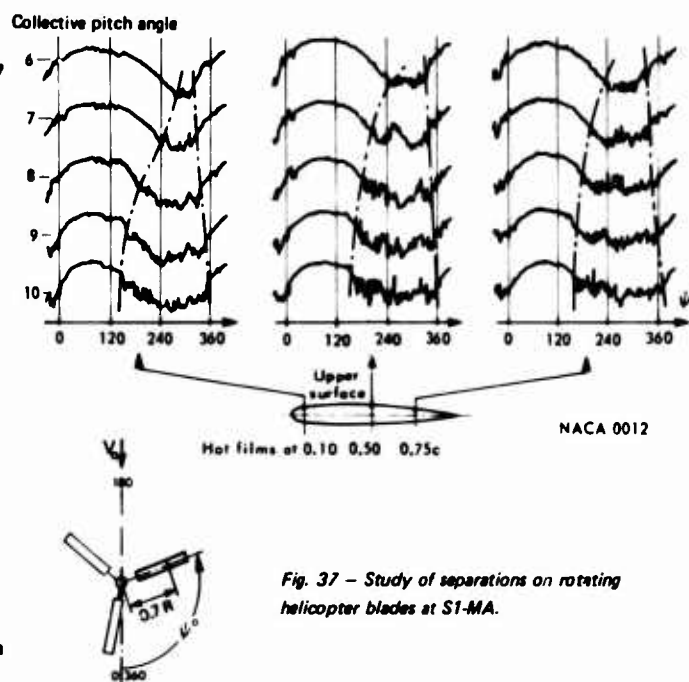 Collective pitch angle
6
7
8
9
10
0 120 240 360
0 120 240 360
0 120 240 360
ψ
Upper
surface
NACA 0012
Hot films at 0.10 0.50 0.75c
180
0.7 R
ψ°
0.360
Fig. 37 – Study of separations on rotating
helicopter blades at S1-MA.